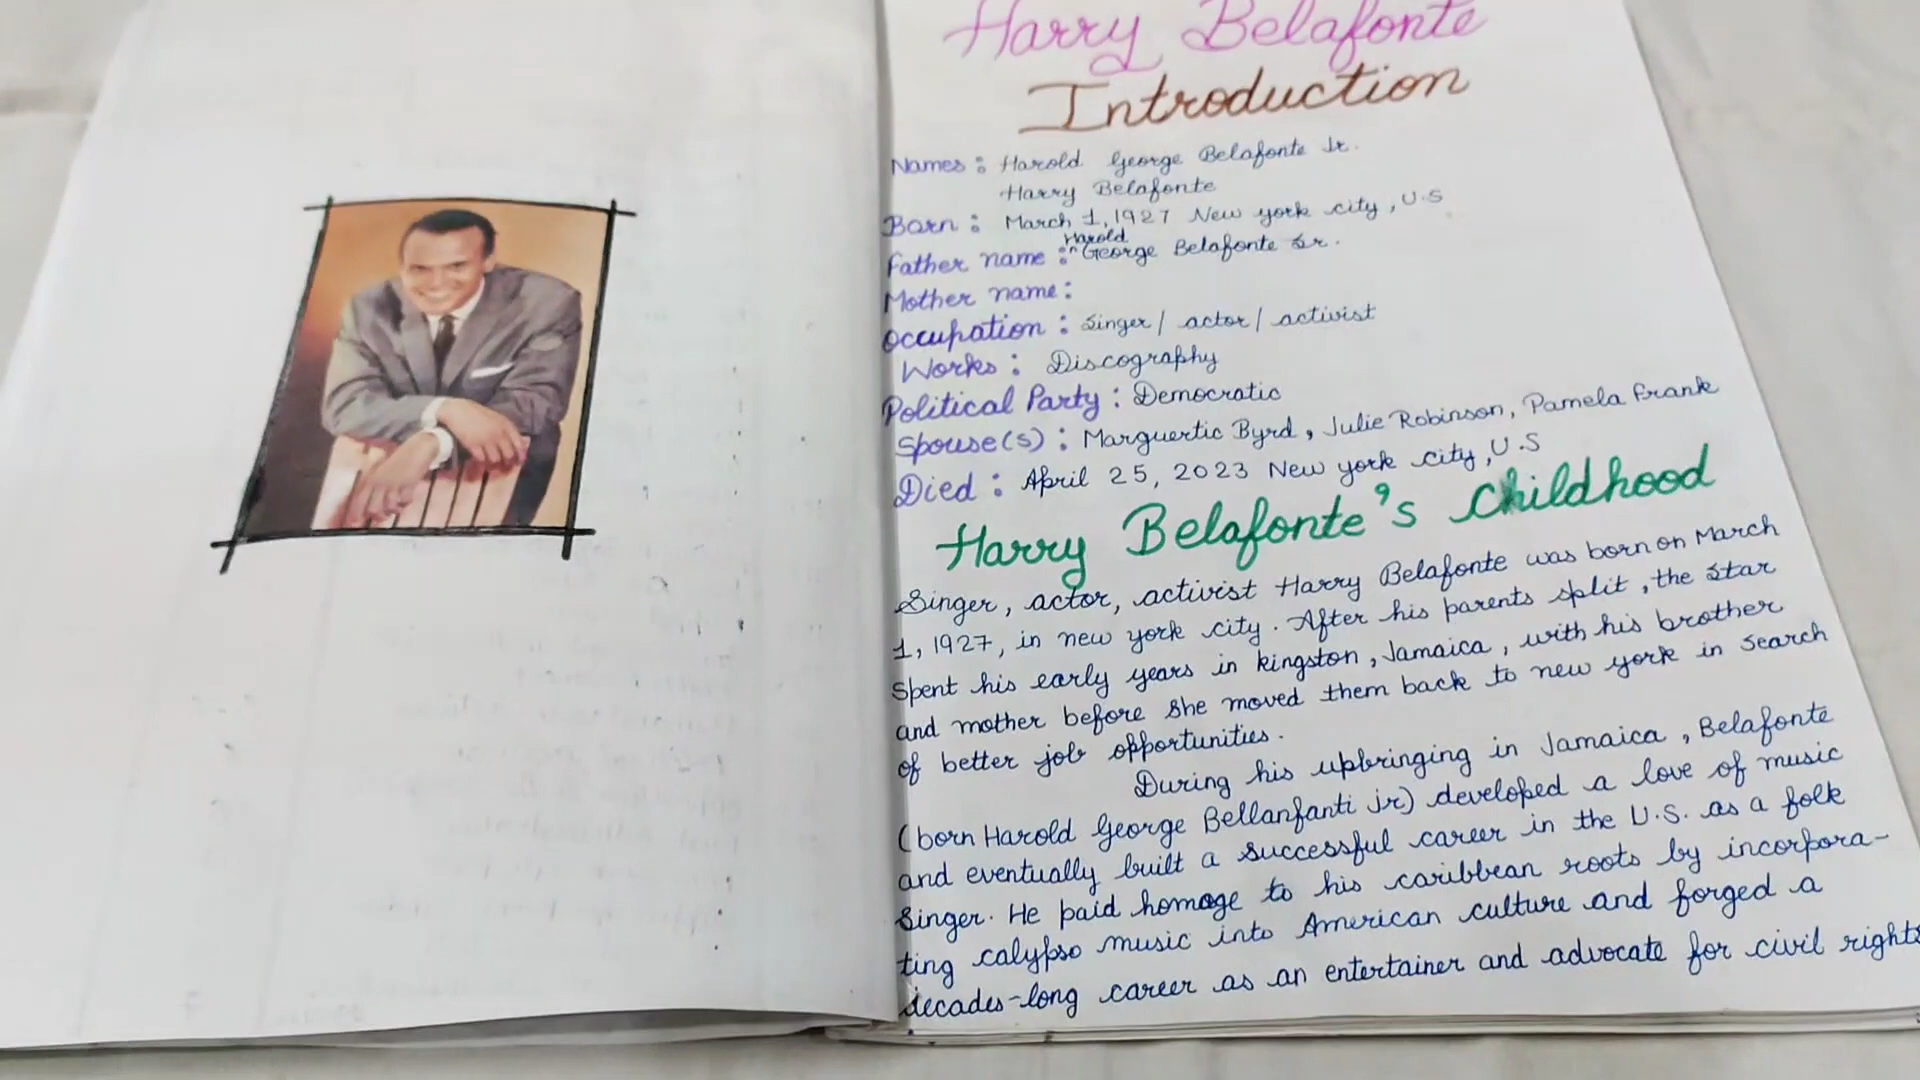 Harry Belafonte
Introduction
Names : Harold George Belafonte Jr.
Harry Belafonte
Born : March 1, 1927 New york city , U.S
Harold
Father name : George Belafonte Sr.
Mother name :
Occupation : Singer / actor / activist
Works : Discography
Political Party : Democratic
Spouse(s) : Marguertic Byrd , Julie Robinson, Pamela Frank
Died : April 25, 2023 New york city, U.S
Harry Belafonte's Childhood
Singer, actor, activist Harry Belafonte was born on March
1, 1927, in new york city. After his parents split , the star
spent his early years in kingston , Jamaica , with his brother
and mother before she moved them back to new york in search
of better job opportunities.
During his upbringing in Jamaica , Belafonte
(born Harold George Bellanfanti jr) developed a love of music
and eventually built a successful career in the U.S. as a folk
singer. He paid homage to his caribbean roots by incorpora-
ting calypso music into American culture and forged a
decades-long career as an entertainer and advocate for civil rights